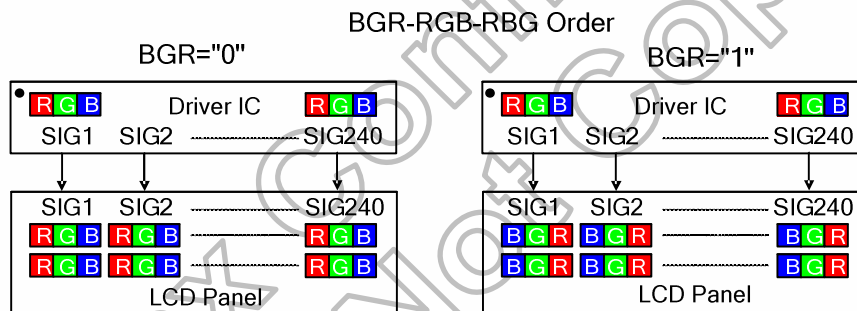 BGR-RGB-RBG Order
BGR="0"
R G B Driver IC R G B
SIG1 SIG2 SIG240
SIG1 SIG2 SIG240
R G B R G B R G B
R G B R G B R G B
LCD Panel
BGR="1"
R G B Driver IC R G B
SIG1 SIG2 SIG240
SIG1 SIG2 SIG240
B G R B G R B G R
B G R B G R B G R
LCD Panel